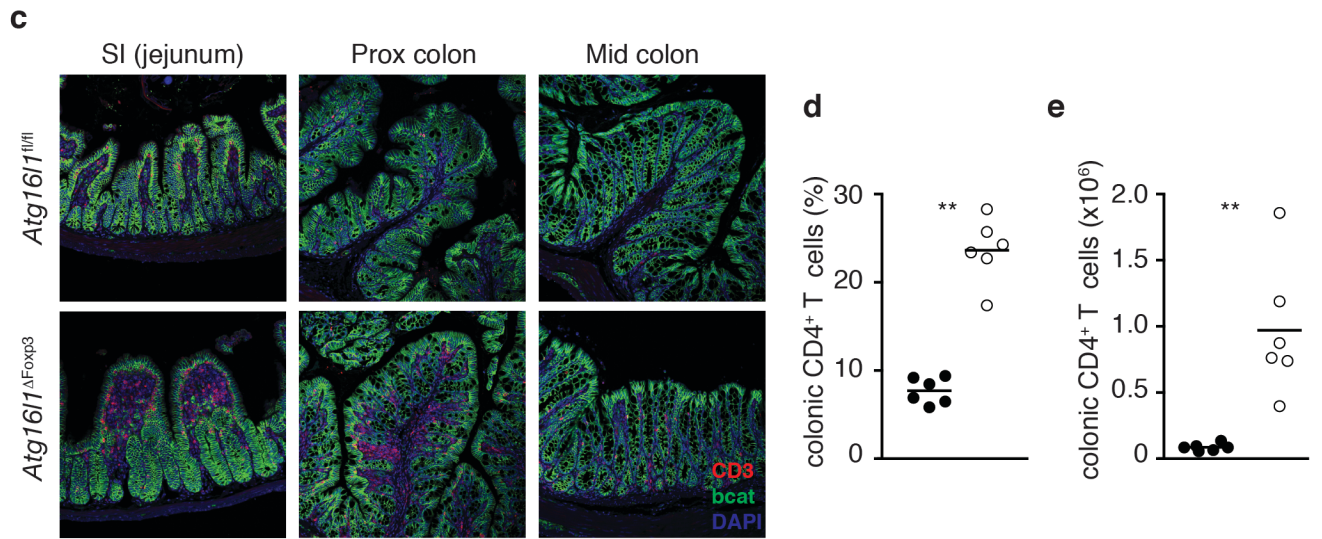 c
SI (jejunum)
Prox colon
Mid colon
Atg16l1fl/fl
Atg16l1ΔFoxp3
CD3
bcat
DAPI
d
colonic CD4⁺ T cells (%)
30
20
10
0
**
e
colonic CD4⁺ T cells (x10⁶)
2.0
1.5
1.0
0.5
0
**